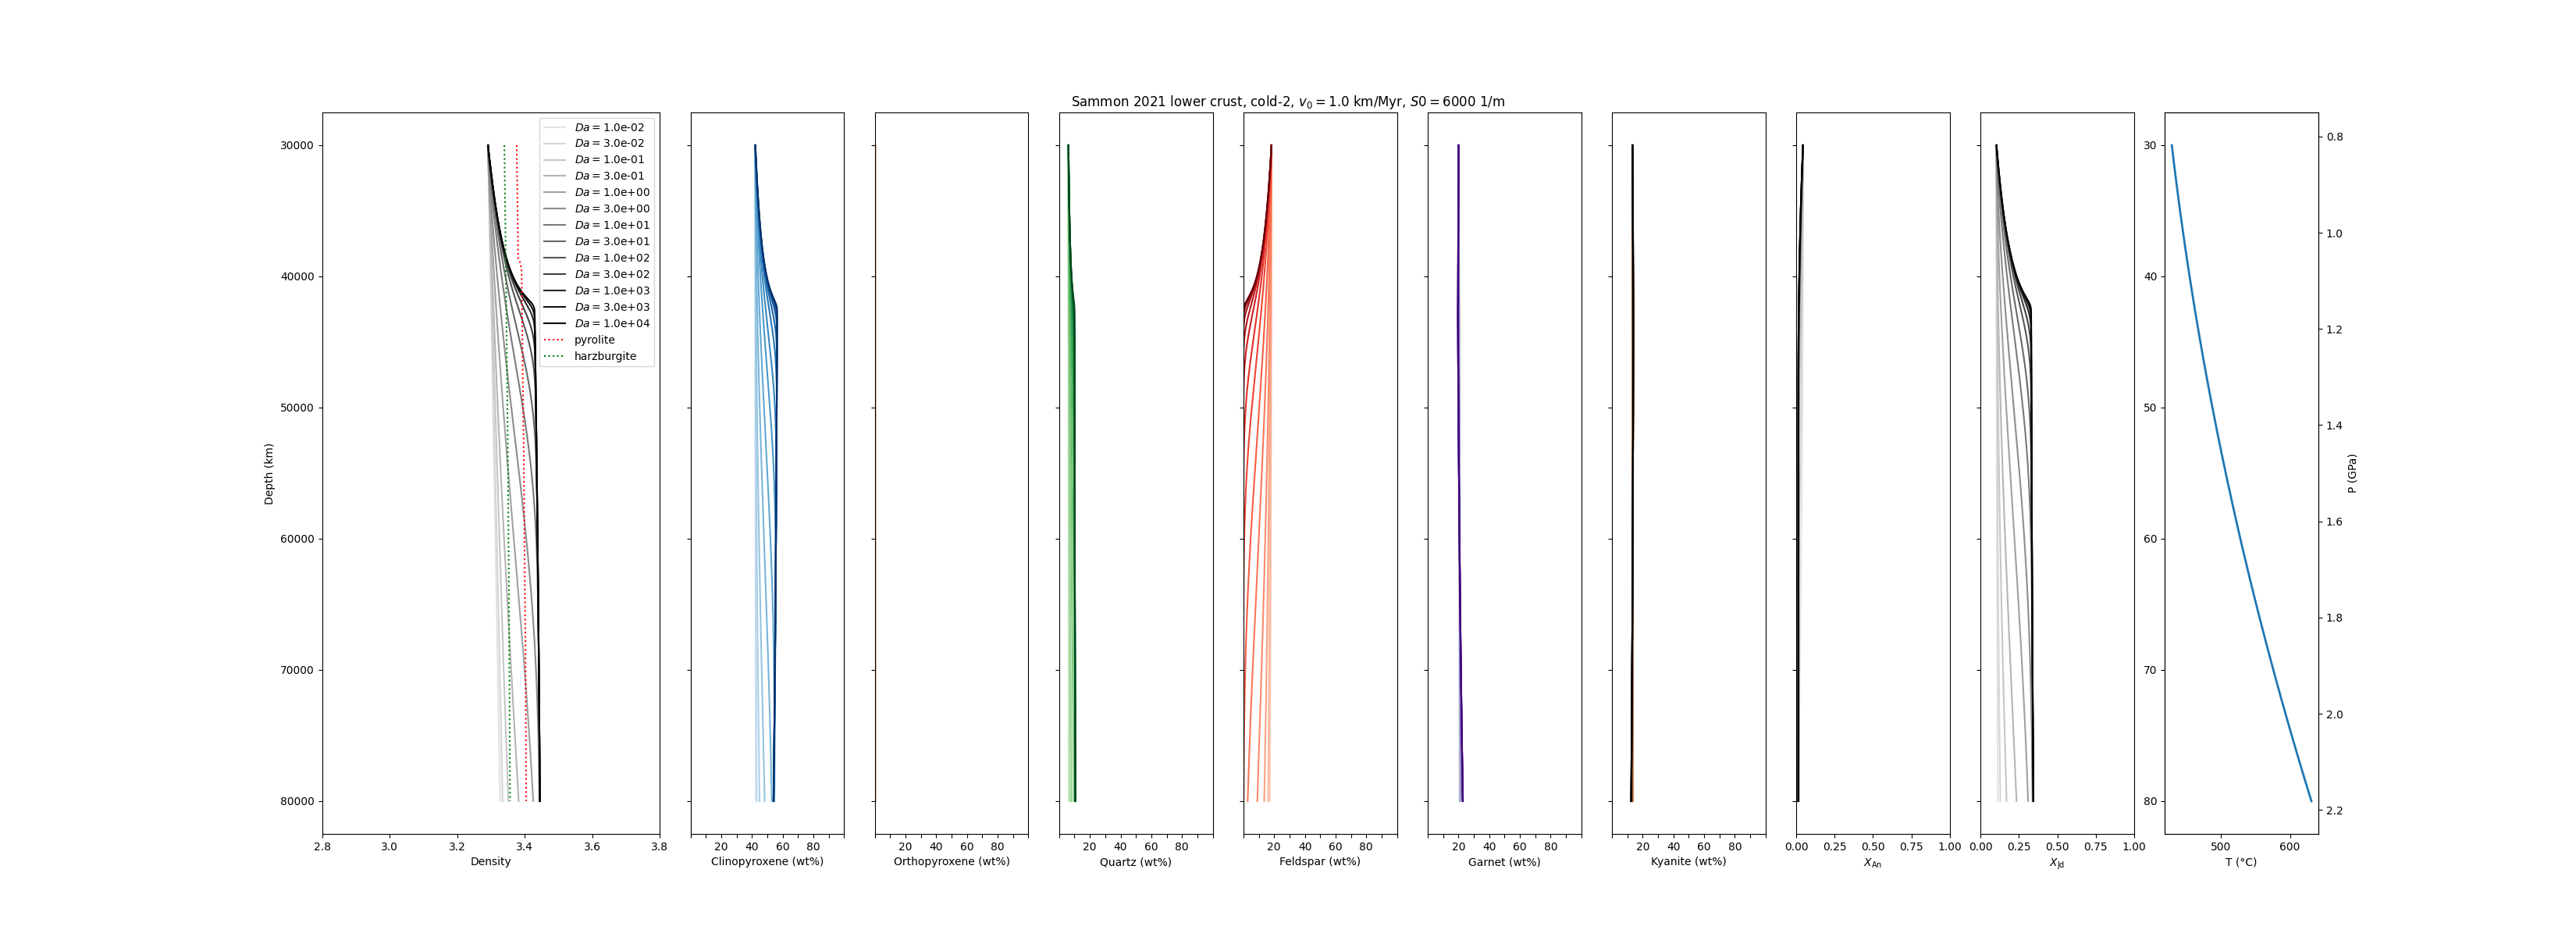 Sammon 2021 lower crust, cold-2, v₀ = 1.0 km/Myr, S0 = 6000 1/m
Da = 1.0e-02
Da = 3.0e-02
Da = 1.0e-01
Da = 3.0e-01
Da = 1.0e+00
Da = 3.0e+00
Da = 1.0e+01
Da = 3.0e+01
Da = 1.0e+02
Da = 3.0e+02
Da = 1.0e+03
Da = 3.0e+03
Da = 1.0e+04
pyrolite
harzburgite
Depth (km)
30000
40000
50000
60000
70000
80000
2.8 3.0 3.2 3.4 3.6 3.8
Density
20 40 60 80
Clinopyroxene (wt%)
20 40 60 80
Orthopyroxene (wt%)
20 40 60 80
Quartz (wt%)
20 40 60 80
Feldspar (wt%)
20 40 60 80
Garnet (wt%)
20 40 60 80
Kyanite (wt%)
0.00 0.25 0.50 0.75 1.00
X_An
0.00 0.25 0.50 0.75 1.00
X_Jd
30
40
50
60
70
80
500 600
T (°C)
0.8
1.0
1.2
1.4
1.6
1.8
2.0
2.2
P (GPa)